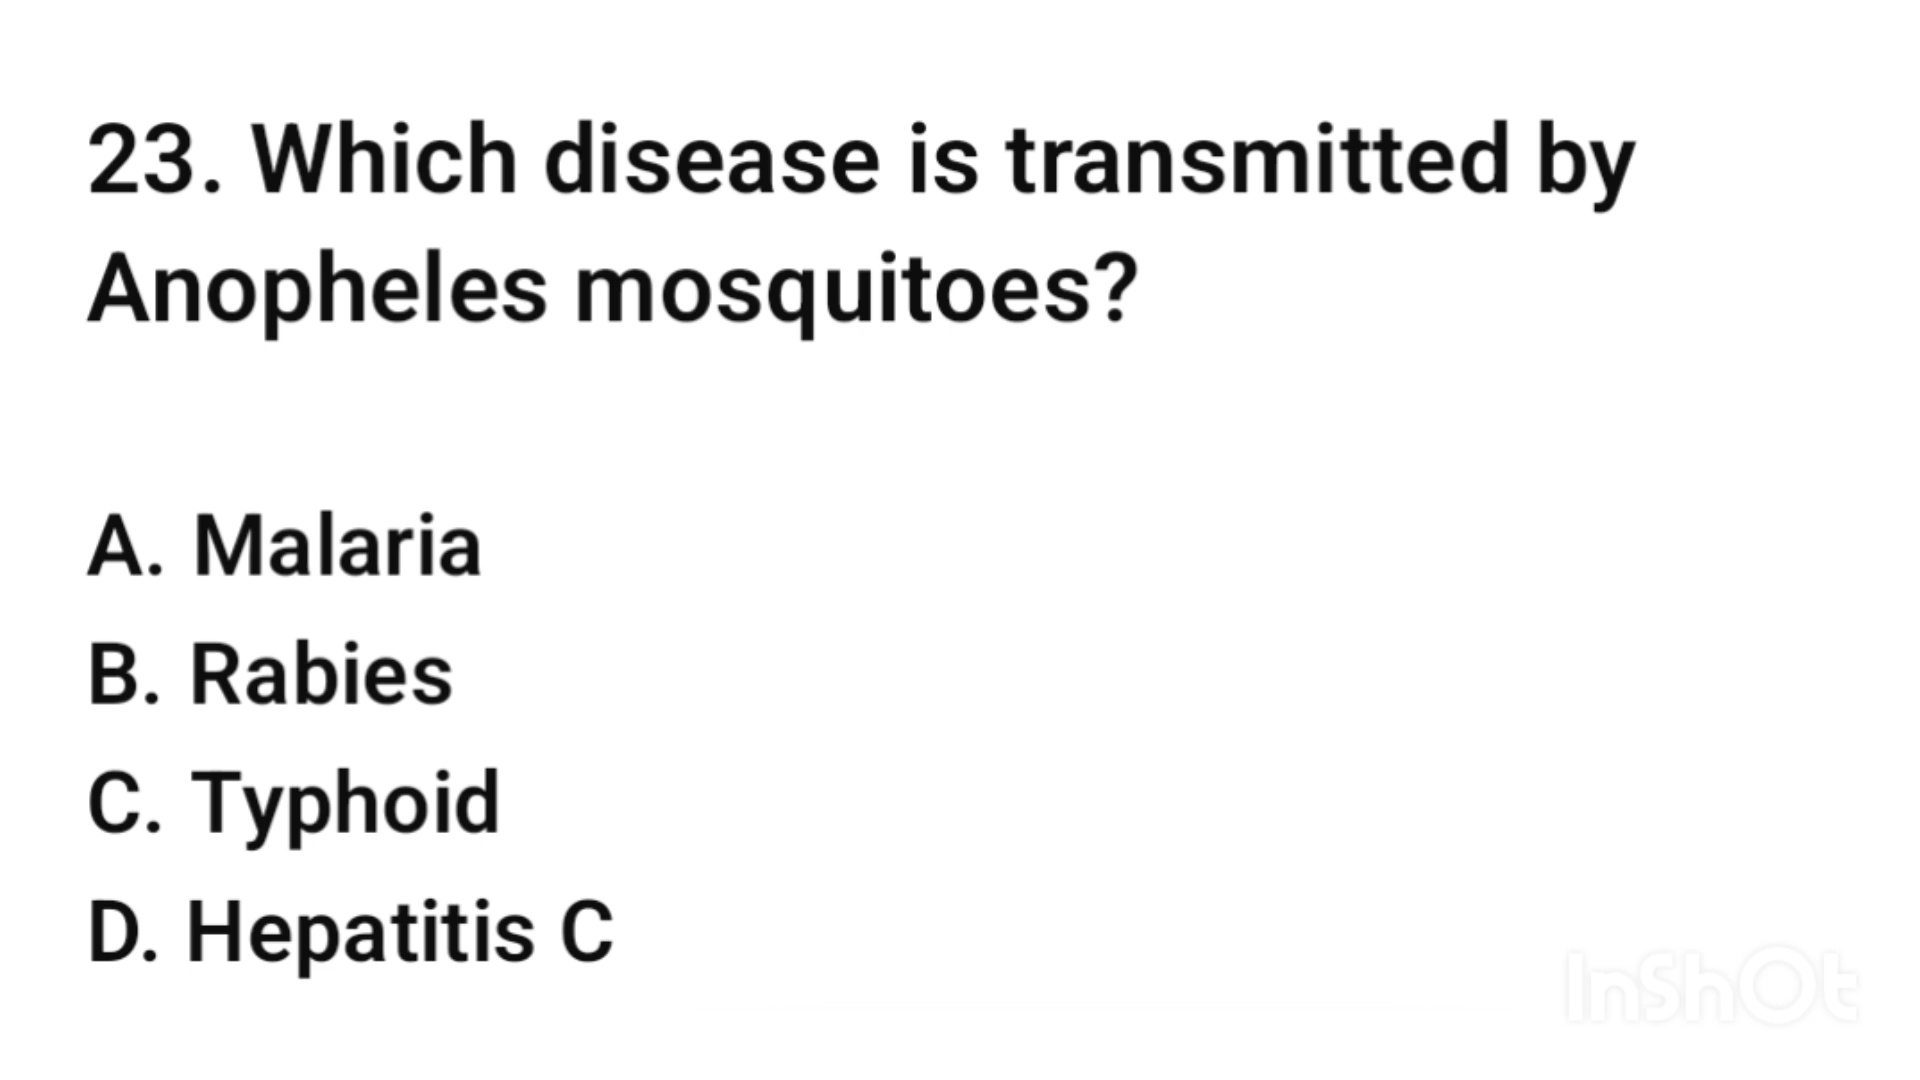 23. Which disease is transmitted by
Anopheles mosquitoes?
A. Malaria
B. Rabies
C. Typhoid
D. Hepatitis C
InShOt